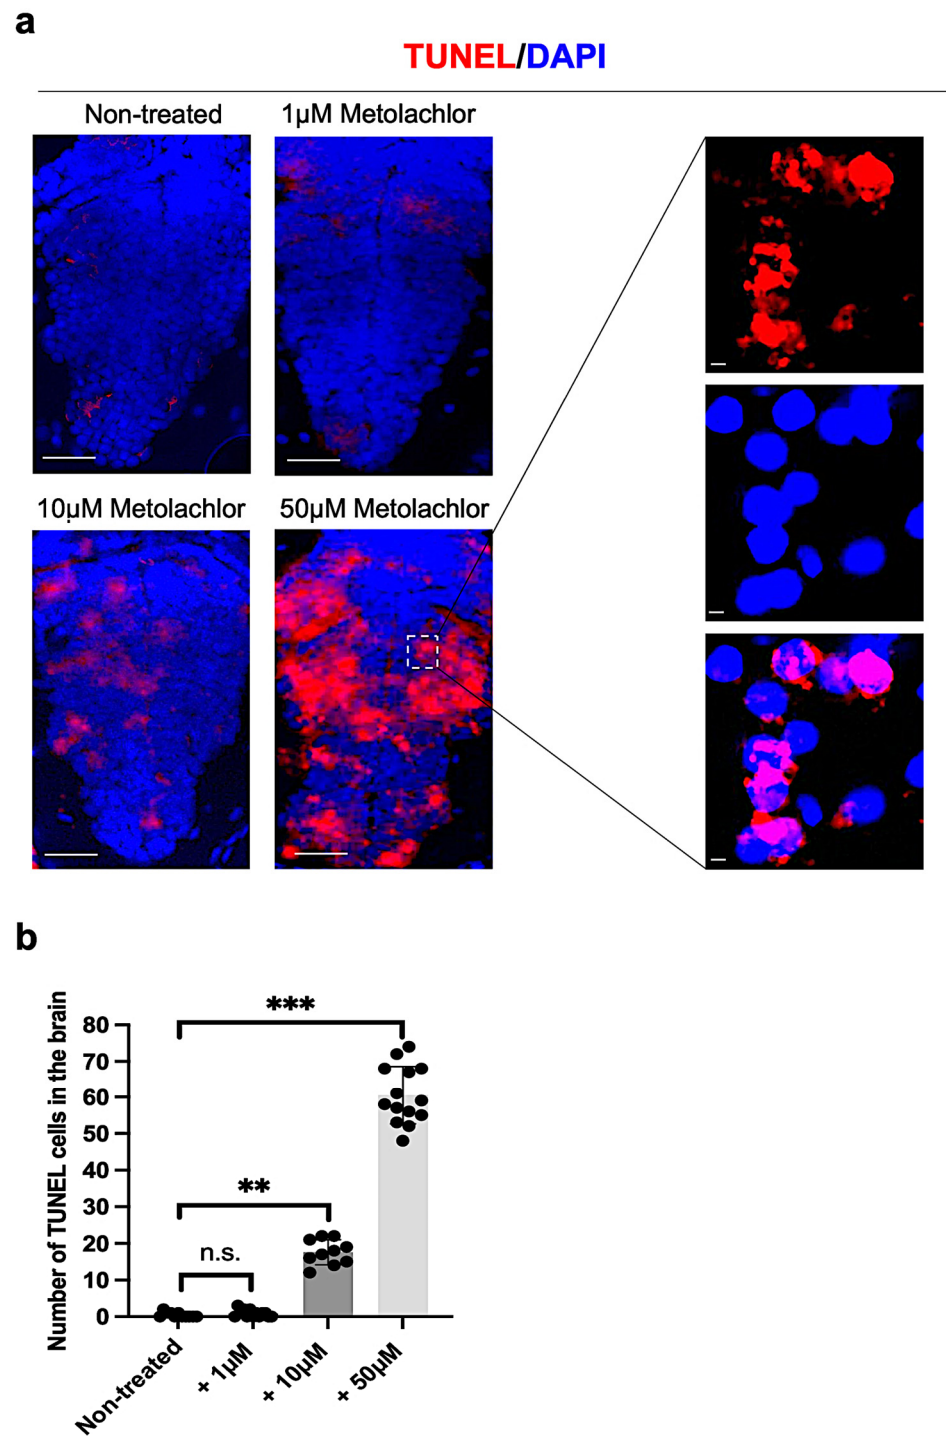 a
TUNEL/DAPI
Non-treated
1μM Metolachlor
10μM Metolachlor
50μM Metolachlor
b
Number of TUNEL cells in the brain
80
70
60
50
40
30
20
10
0
***
**
n.s.
Non-treated
+ 1μM
+ 10μM
+ 50μM